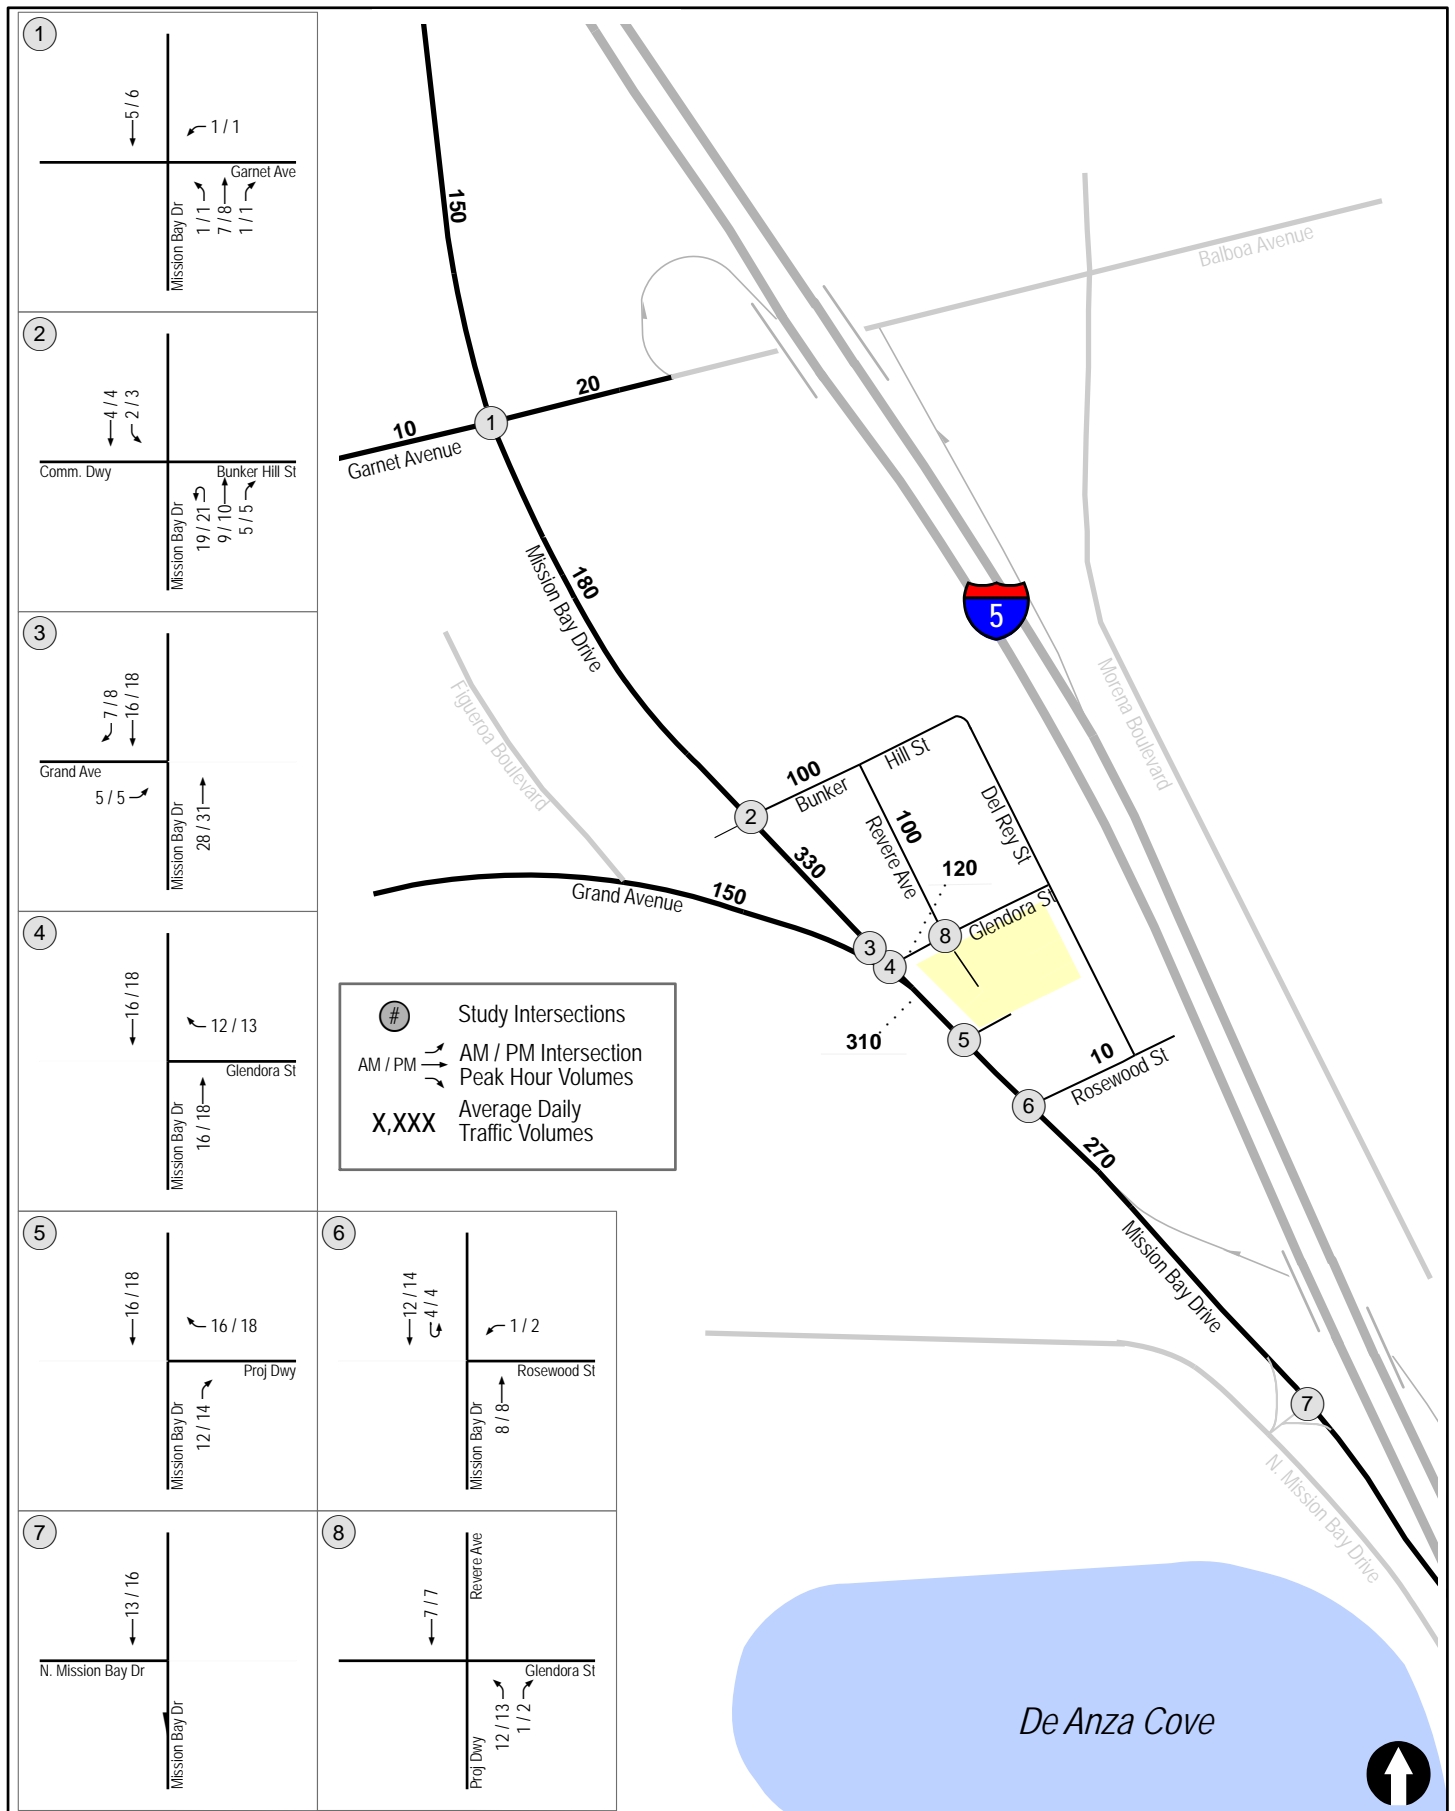 1
5 / 6
1 / 1
Garnet Ave
Mission Bay Dr
1 / 1
7 / 8
1 / 1
2
4 / 4
2 / 3
Comm. Dwy
Bunker Hill St
Mission Bay Dr
19 / 21
9 / 10
5 / 5
3
7 / 8
16 / 18
Grand Ave
5 / 5
Mission Bay Dr
28 / 31
4
16 / 18
12 / 13
Glendora St
Mission Bay Dr
16 / 18
5
16 / 18
16 / 18
Proj Dwy
Mission Bay Dr
12 / 14
6
12 / 14
4 / 4
1 / 2
Rosewood St
Mission Bay Dr
8 / 8
7
13 / 16
N. Mission Bay Dr
Mission Bay Dr
8
Revere Ave
7 / 7
Glendora St
Proj Dwy
12 / 13
1 / 2
150
Balboa Avenue
20
10
1
Garnet Avenue
Mission Bay Drive
180
5
Morena Boulevard
Figueroa Boulevard
100
Bunker
Hill St
2
330
Revere Ave
100
Del Rey St
120
Grand Avenue
150
3
4
8
Glendora St
310
5
10
Rosewood St
6
270
Mission Bay Drive
7
N. Mission Bay Drive
De Anza Cove
#
Study Intersections
AM / PM
AM / PM Intersection
Peak Hour Volumes
X,XXX
Average Daily
Traffic Volumes